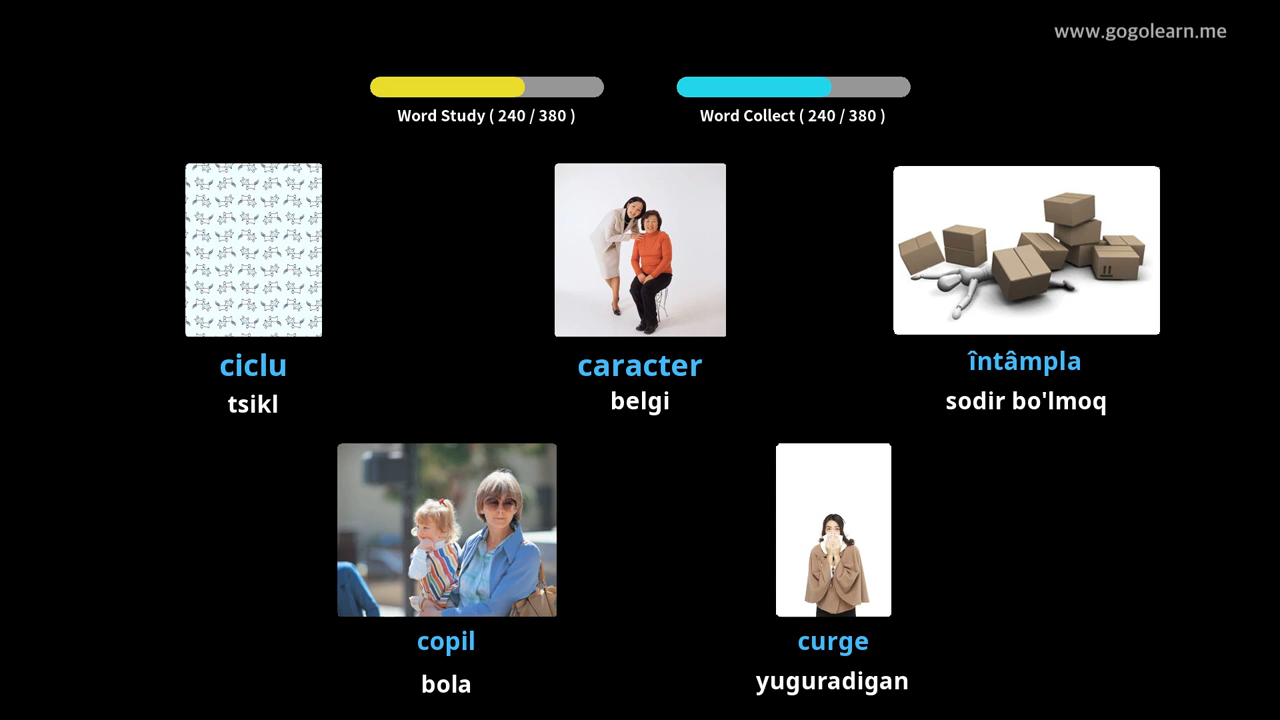 www.gogolearn.me
Word Study ( 240 / 380 )
Word Collect ( 240 / 380 )
ciclu
tsikl
caracter
belgi
întâmpla
sodir bo'lmoq
copil
bola
curge
yuguradigan